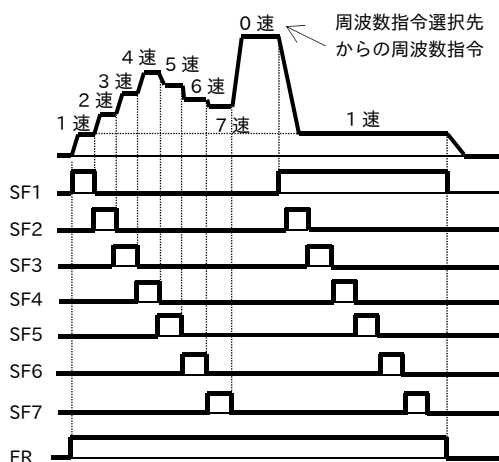 0 速
周波数指令選択先
からの周波数指令
4 速
5 速
3 速
6 速
2 速
1 速
7 速
1 速
SF1
SF2
SF3
SF4
SF5
SF6
SF7
FR